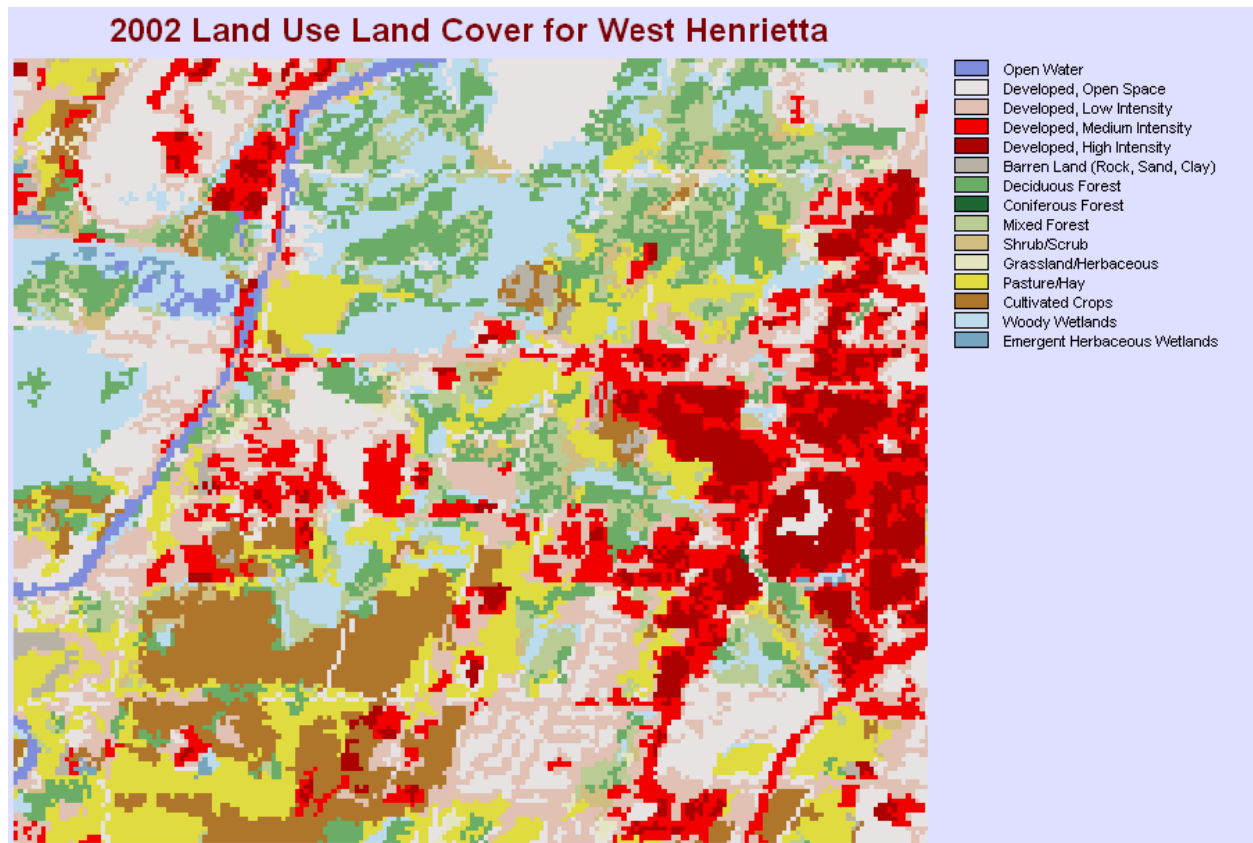 2002 Land Use Land Cover for West Henrietta
Open Water
Developed, Open Space
Developed, Low Intensity
Developed, Medium Intensity
Developed, High Intensity
Barren Land (Rock, Sand, Clay)
Deciduous Forest
Coniferous Forest
Mixed Forest
Shrub/Scrub
Grassland/Herbaceous
Pasture/Hay
Cultivated Crops
Woody Wetlands
Emergent Herbaceous Wetlands